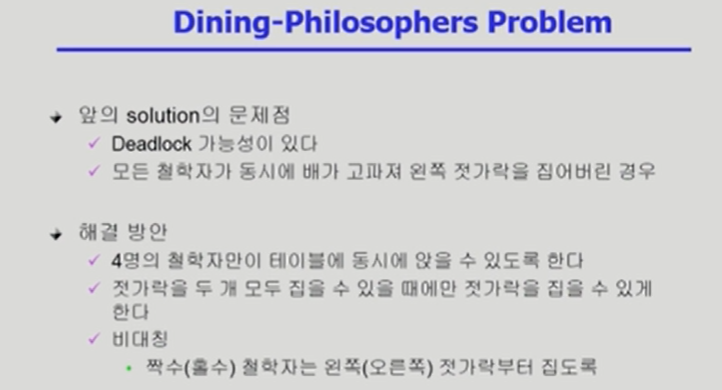 Dining-Philosophers Problem
앞의 solution의 문제점
Deadlock 가능성이 있다
모든 철학자가 동시에 배가 고파져 왼쪽 젓가락을 집어버린 경우
해결 방안
4명의 철학자만이 테이블에 동시에 앉을 수 있도록 한다
젓가락을 두 개 모두 집을 수 있을 때에만 젓가락을 집을 수 있게
한다
비대칭
짝수(홀수) 철학자는 왼쪽(오른쪽) 젓가락부터 집도록